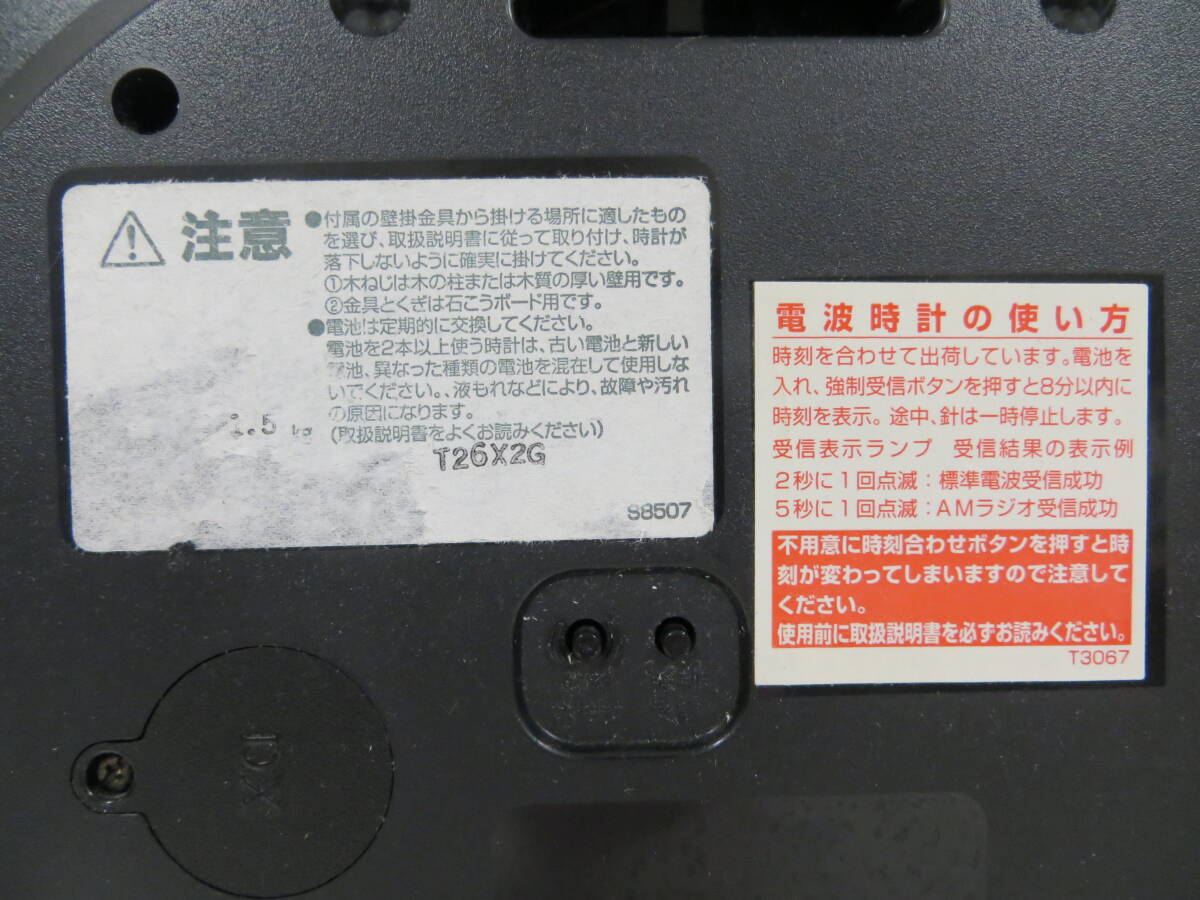 注意
●付属の壁掛金具から掛ける場所に適したもの
を選び、取扱説明書に従って取り付け、時計が
落下しないように確実に掛けてください。
①木ねじは木の柱または木質の厚い壁用です。
②金具とくぎは石こうボード用です。
●電池は定期的に交換してください。
電池を2本以上使う時計は、古い電池と新しい
電池、異なった種類の電池を混在して使用しな
いでください。液もれなどにより、故障や汚れ
の原因になります。
.5 kg (取扱説明書をよくお読みください)
T26X2G
S8507
電波時計の使い方
時刻を合わせて出荷しています。電池を
入れ、強制受信ボタンを押すと8分以内に
時刻を表示。途中、針は一時停止します。
受信表示ランプ 受信結果の表示例
2秒に1回点滅:標準電波受信成功
5秒に1回点滅:AMラジオ受信成功
不用意に時刻合わせボタンを押すと時
刻が変わってしまいますので注意して
ください。
使用前に取扱説明書を必ずお読みください。
T3067